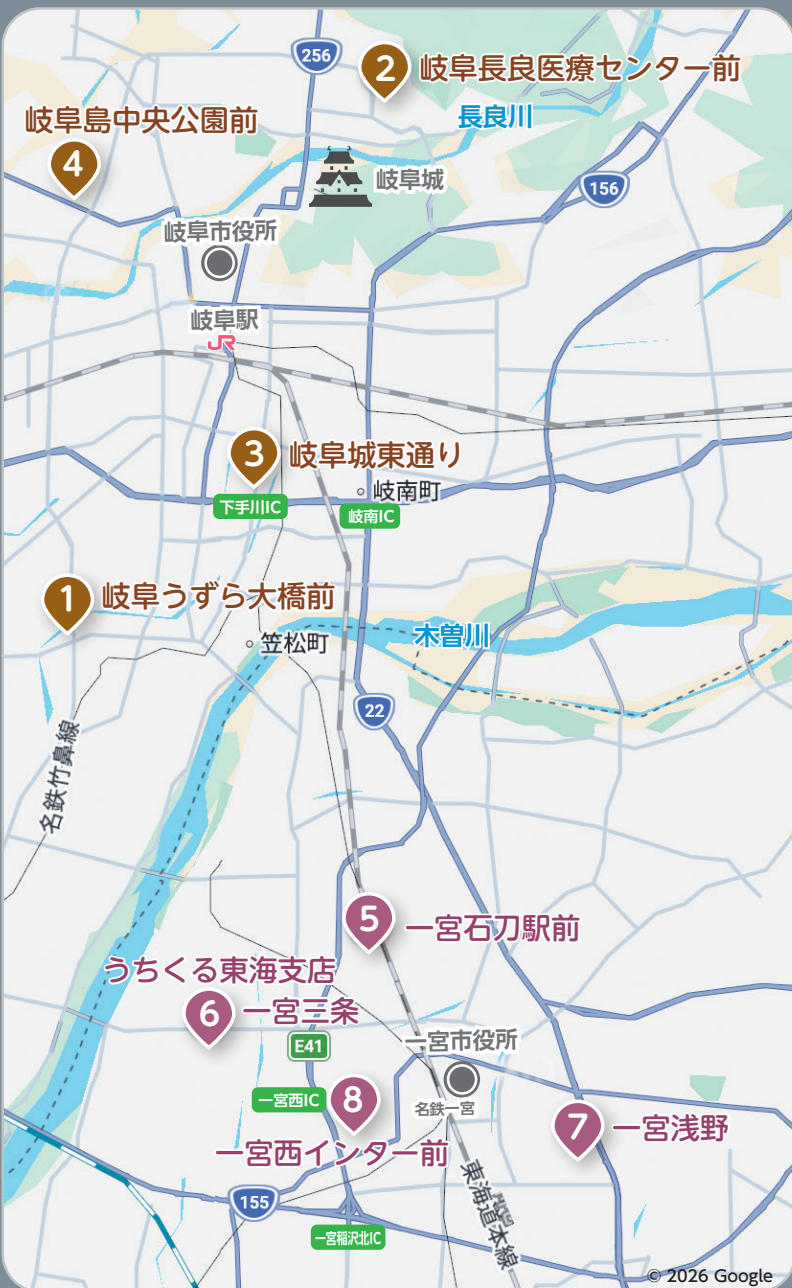 256
2
岐阜長良医療センター前
岐阜島中央公園前
長良川
4
岐阜城
156
岐阜市役所
岐阜駅
JR
3
岐阜城東通り
岐南町
下手川IC
岐南IC
1
岐阜うずら大橋前
笠松町
木曽川
22
名鉄竹鼻線
5
一宮石刀駅前
うちくる東海支店
6
一宮三条
E41
一宮市役所
一宮西IC
8
名鉄一宮
7
一宮浅野
一宮西インター前
155
東海道本線
一宮稲沢北IC
© 2026 Google